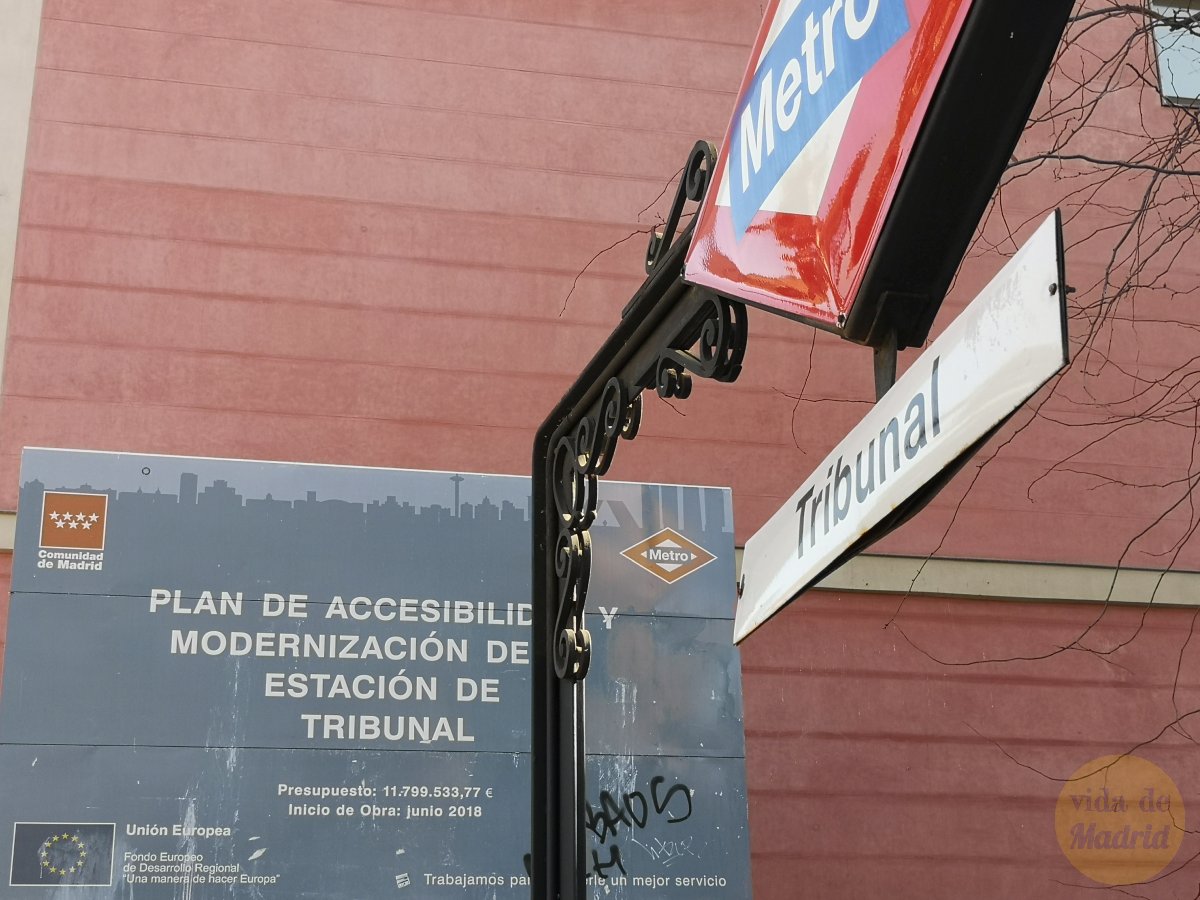 Metro
Tribunal
Comunidad
de Madrid
Metro
PLAN DE ACCESIBILID Y
MODERNIZACIÓN DE
ESTACIÓN DE
TRIBUNAL
Presupuesto: 11.799.533,77 €
Inicio de Obra: junio 2018
Unión Europea
Fondo Europeo
de Desarrollo Regional
"Una manera de hacer Europa"
Trabajamos par rle un mejor servicio
vida de
Madrid